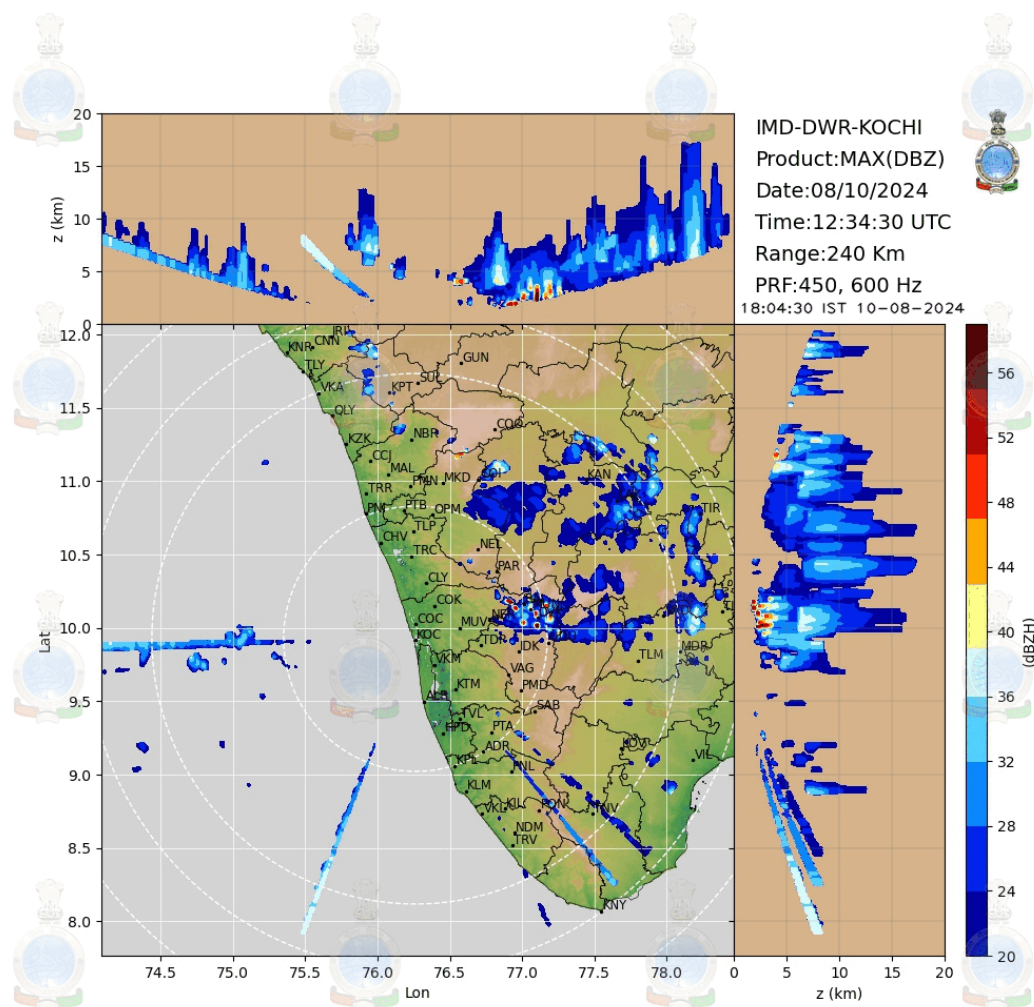 IMD-DWR-KOCHI
Product:MAX(DBZ)
Date:08/10/2024
Time:12:34:30 UTC
Range:240 Km
PRF:450, 600 Hz
18:04:30 IST 10-08-2024
20
15
10
5
0
z (km)
12.0
11.5
11.0
10.5
10.0
9.5
9.0
8.5
8.0
Lat
74.5
75.0
75.5
76.0
76.5
77.0
77.5
78.0
Lon
0
5
10
15
20
z (km)
56
52
48
44
40
36
32
28
24
20
(dBZH)
CNN
KNR
GUN
TLY
SUL
VKA
KPT
QLY
COO
NBR
KZK
CCJ
MAL
MKD
COI
KAN
TRR
PMN
PTB
OPM
TIR
TLP
CHV
NEL
TRC
PAR
CLY
COK
COC
MUV
KOC
TDP
IDK
MDR
VKM
TLM
VAG
KTM
PMD
ALP
SAB
TVL
PTA
ADR
KOV
VIL
KPL
PNL
KLM
VKL
KIL
PON
TNV
NDM
TRV
KNY